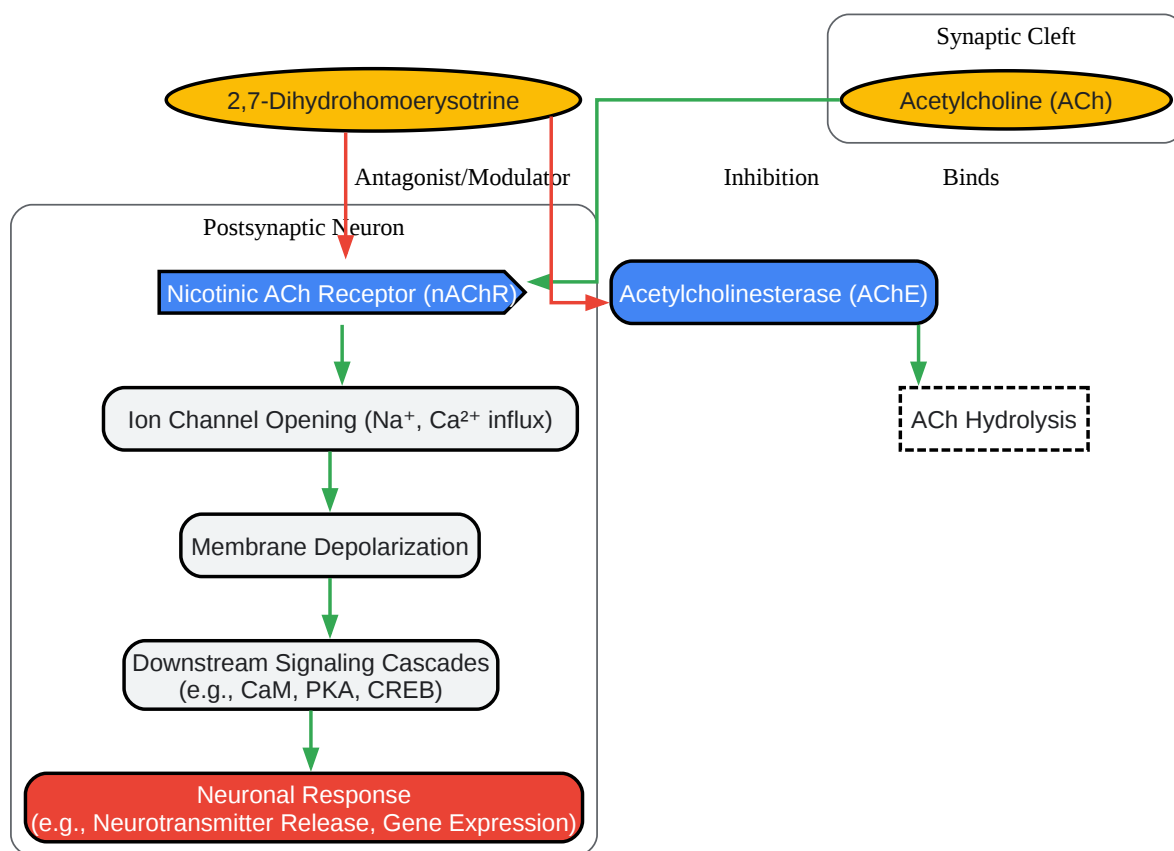 Synaptic Cleft
2,7-Dihydrohomoerysotrine
Acetylcholine (ACh)
Antagonist/Modulator
Inhibition
Binds
Postsynaptic Neuron
Nicotinic ACh Receptor (nAChR)
Acetylcholinesterase (AChE)
Ion Channel Opening (Na⁺, Ca²⁺ influx)
ACh Hydrolysis
Membrane Depolarization
Downstream Signaling Cascades
(e.g., CaM, PKA, CREB)
Neuronal Response
(e.g., Neurotransmitter Release, Gene Expression)